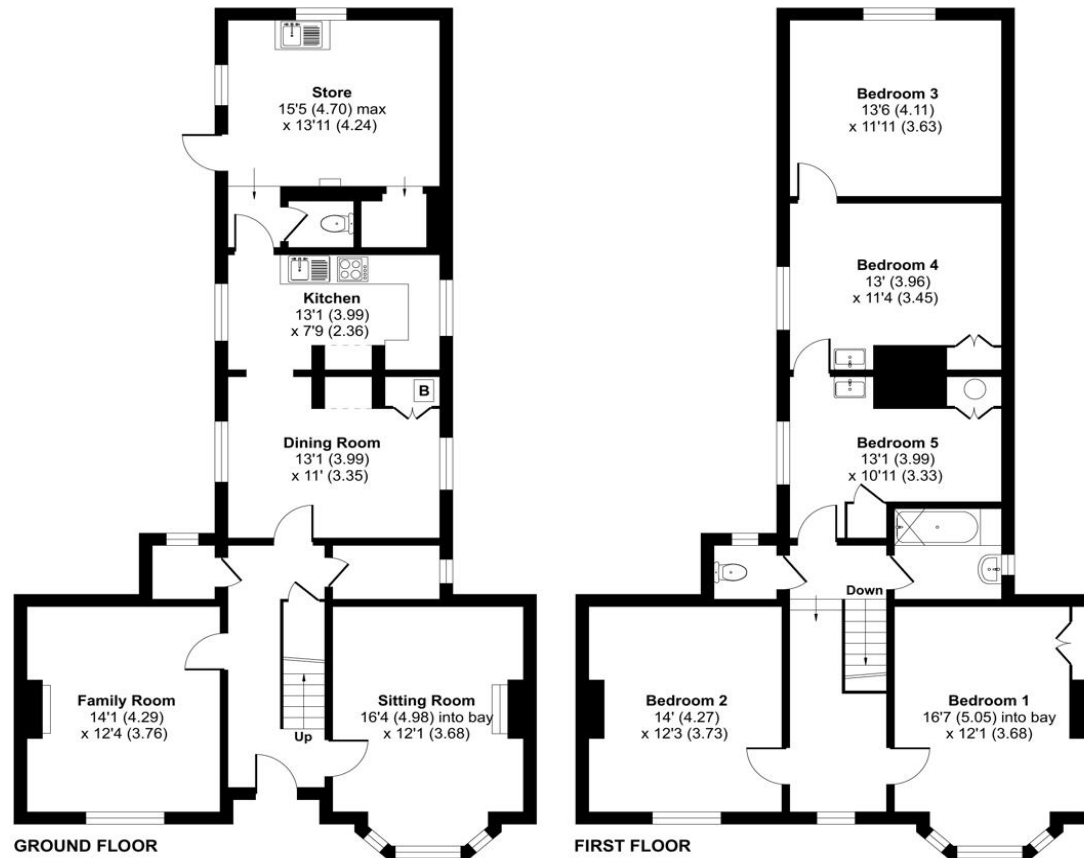 Store
15'5 (4.70) max
x 13'11 (4.24)
Kitchen
13'1 (3.99)
x 7'9 (2.36)
B
Dining Room
13'1 (3.99)
x 11' (3.35)
Family Room
14'1 (4.29)
x 12'4 (3.76)
Up
Sitting Room
16'4 (4.98) into bay
x 12'1 (3.68)
GROUND FLOOR
Bedroom 3
13'6 (4.11)
x 11'11 (3.63)
Bedroom 4
13' (3.96)
x 11'4 (3.45)
Bedroom 5
13'1 (3.99)
x 10'11 (3.33)
Down
Bedroom 2
14' (4.27)
x 12'3 (3.73)
Bedroom 1
16'7 (5.05) into bay
x 12'1 (3.68)
FIRST FLOOR